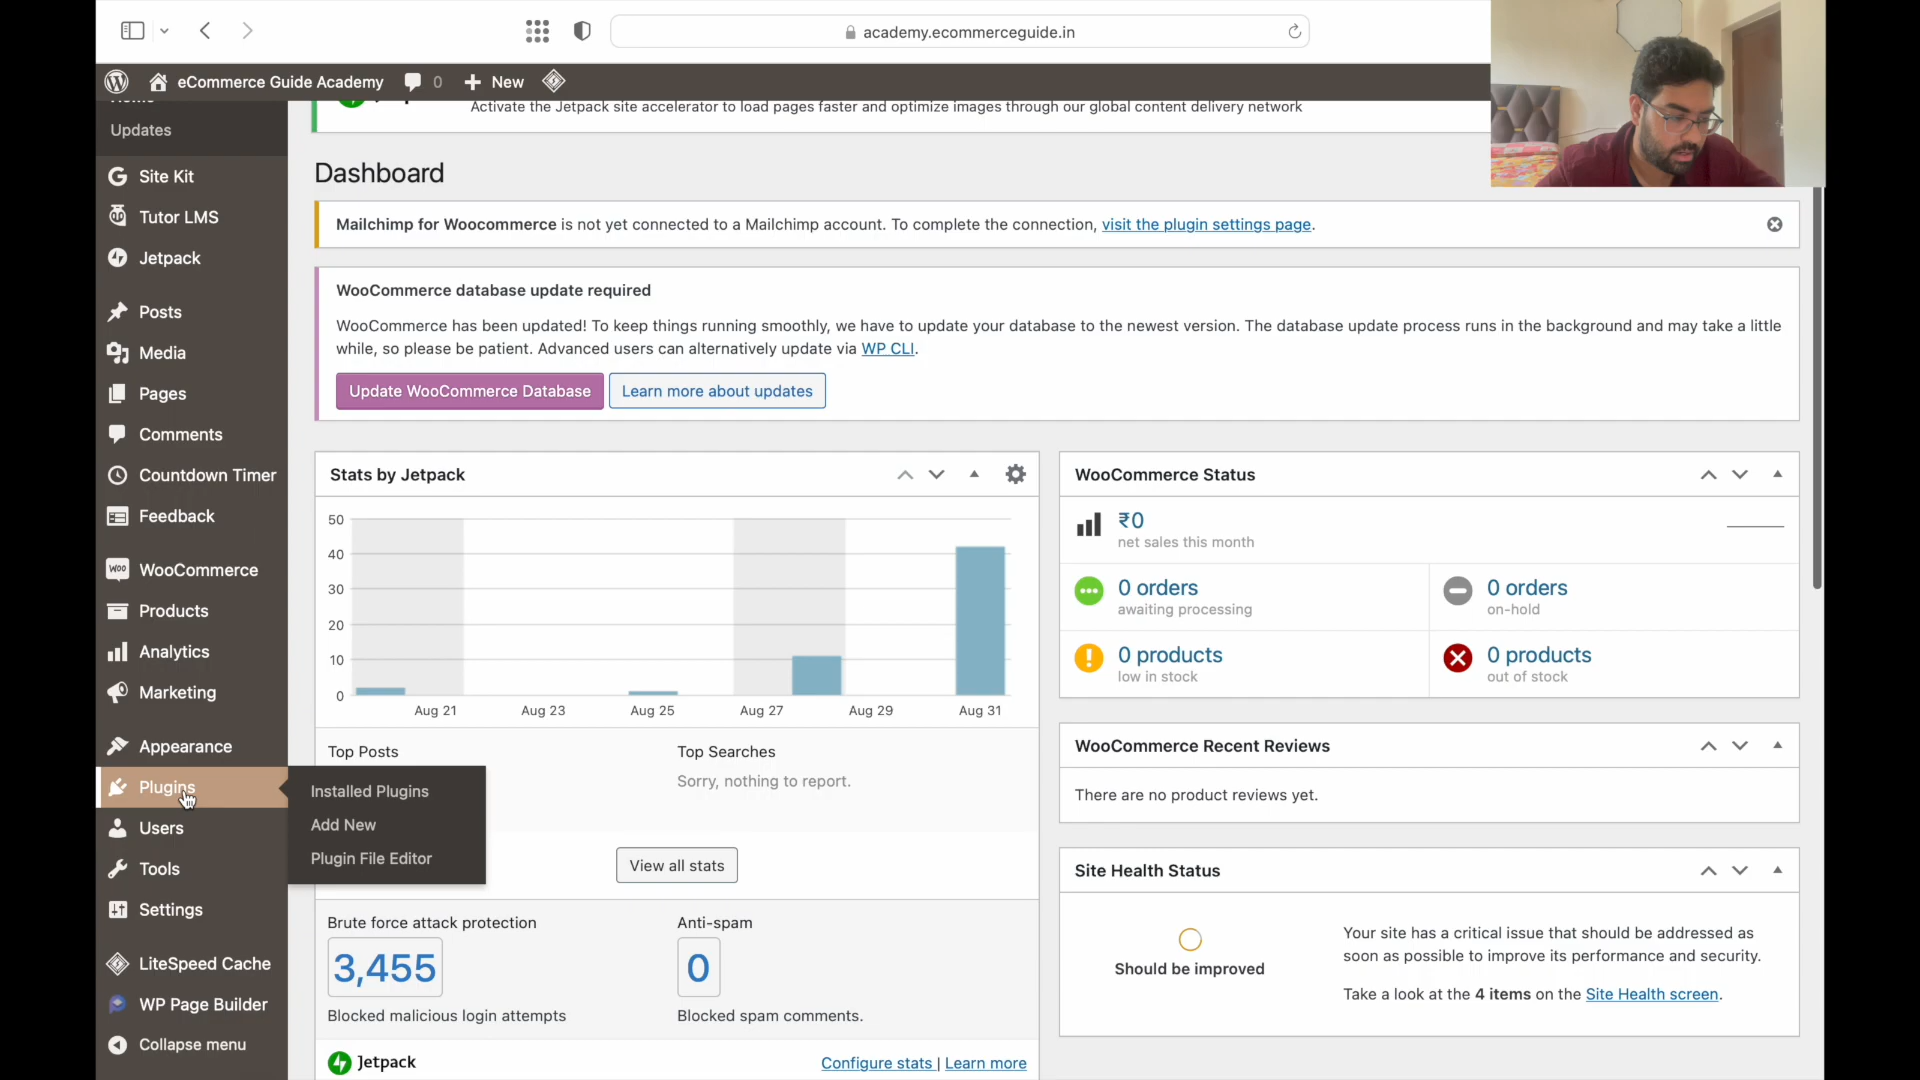 academy.ecommerceguide.in
eCommerce Guide Academy
0
New
Activate the Jetpack site accelerator to load pages faster and optimize images through our global content delivery network
Updates
Site Kit
Tutor LMS
Jetpack
Posts
Media
Pages
Comments
Countdown Timer
Feedback
Woo
WooCommerce
Products
Analytics
Marketing
Appearance
Plugins
Users
Tools
Settings
LiteSpeed Cache
WP Page Builder
Collapse menu
Installed Plugins
Add New
Plugin File Editor
Dashboard
Mailchimp for Woocommerce is not yet connected to a Mailchimp account. To complete the connection, visit the plugin settings page.
WooCommerce database update required
WooCommerce has been updated! To keep things running smoothly, we have to update your database to the newest version. The database update process runs in the background and may take a little
while, so please be patient. Advanced users can alternatively update via WP CLI.
Update WooCommerce Database
Learn more about updates
Stats by Jetpack
50
40
30
20
10
0
Aug 21
Aug 23
Aug 25
Aug 27
Aug 29
Aug 31
Top Posts
Top Searches
Sorry, nothing to report.
View all stats
Brute force attack protection
3,455
Blocked malicious login attempts
Anti-spam
0
Blocked spam comments.
Jetpack
Configure stats | Learn more
WooCommerce Status
₹0
net sales this month
0 orders
awaiting processing
0 orders
on-hold
0 products
low in stock
0 products
out of stock
WooCommerce Recent Reviews
There are no product reviews yet.
Site Health Status
Should be improved
Your site has a critical issue that should be addressed as
soon as possible to improve its performance and security.
Take a look at the 4 items on the Site Health screen.